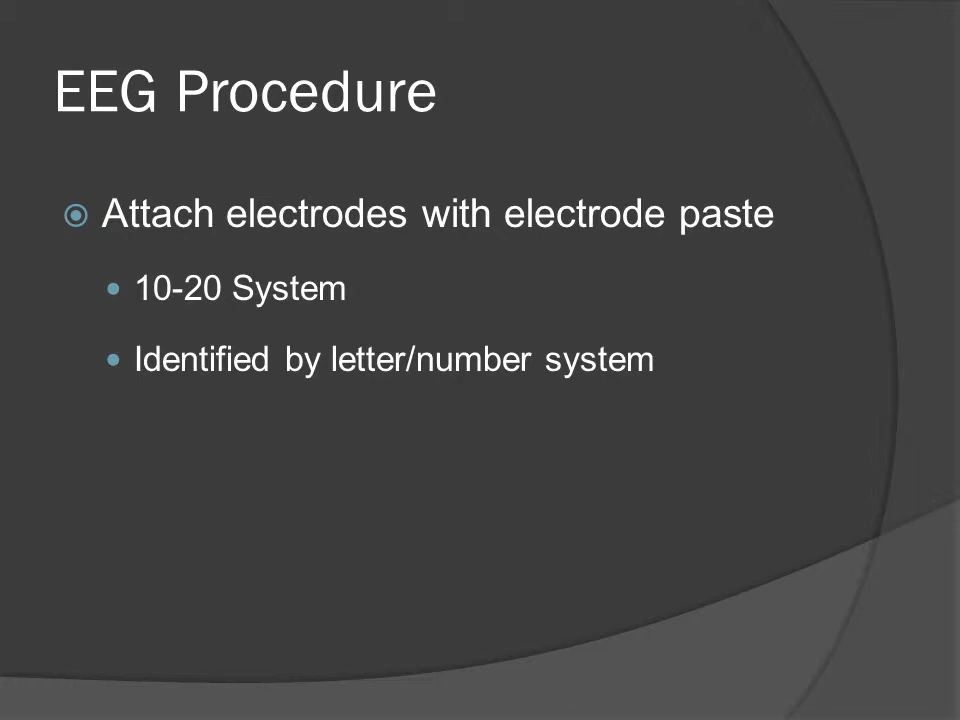 EEG Procedure
Attach electrodes with electrode paste
10-20 System
Identified by letter/number system